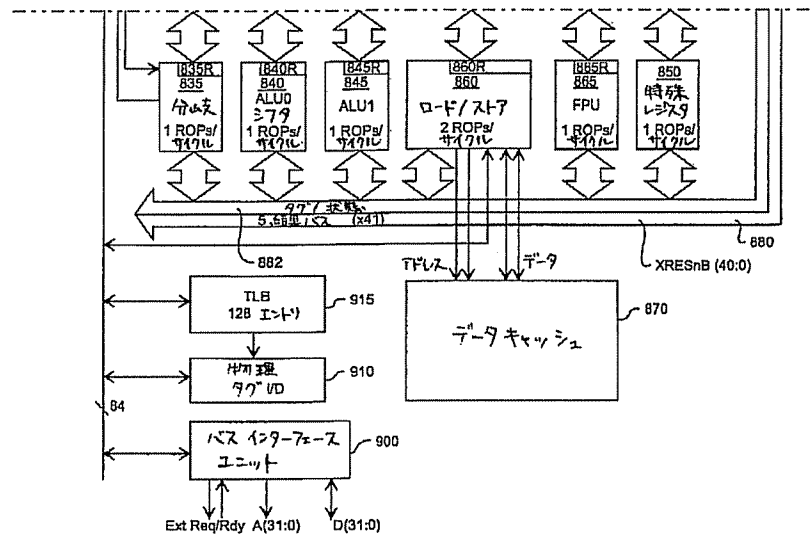 835R
835
分岐
1 ROPs/
サイクル
840R
840
ALU0
シフタ
1 ROPs/
サイクル
845R
845
ALU1
1 ROPs/
サイクル
860R
860
ロード/ストア
2 ROPs/
サイクル
865R
865
FPU
1 ROPs/
サイクル
850
特殊
レジスタ
1 ROPs/
サイクル
タグ/状態
5 結果バス (x41)
882
880
XRESnB (40:0)
アドレス
データ
TLB
128 エントリ
915
データキャッシュ
870
物理
タグI/D
910
64
バス インターフェース
ユニット
900
Ext Req/Rdy A(31:0) D(31:0)